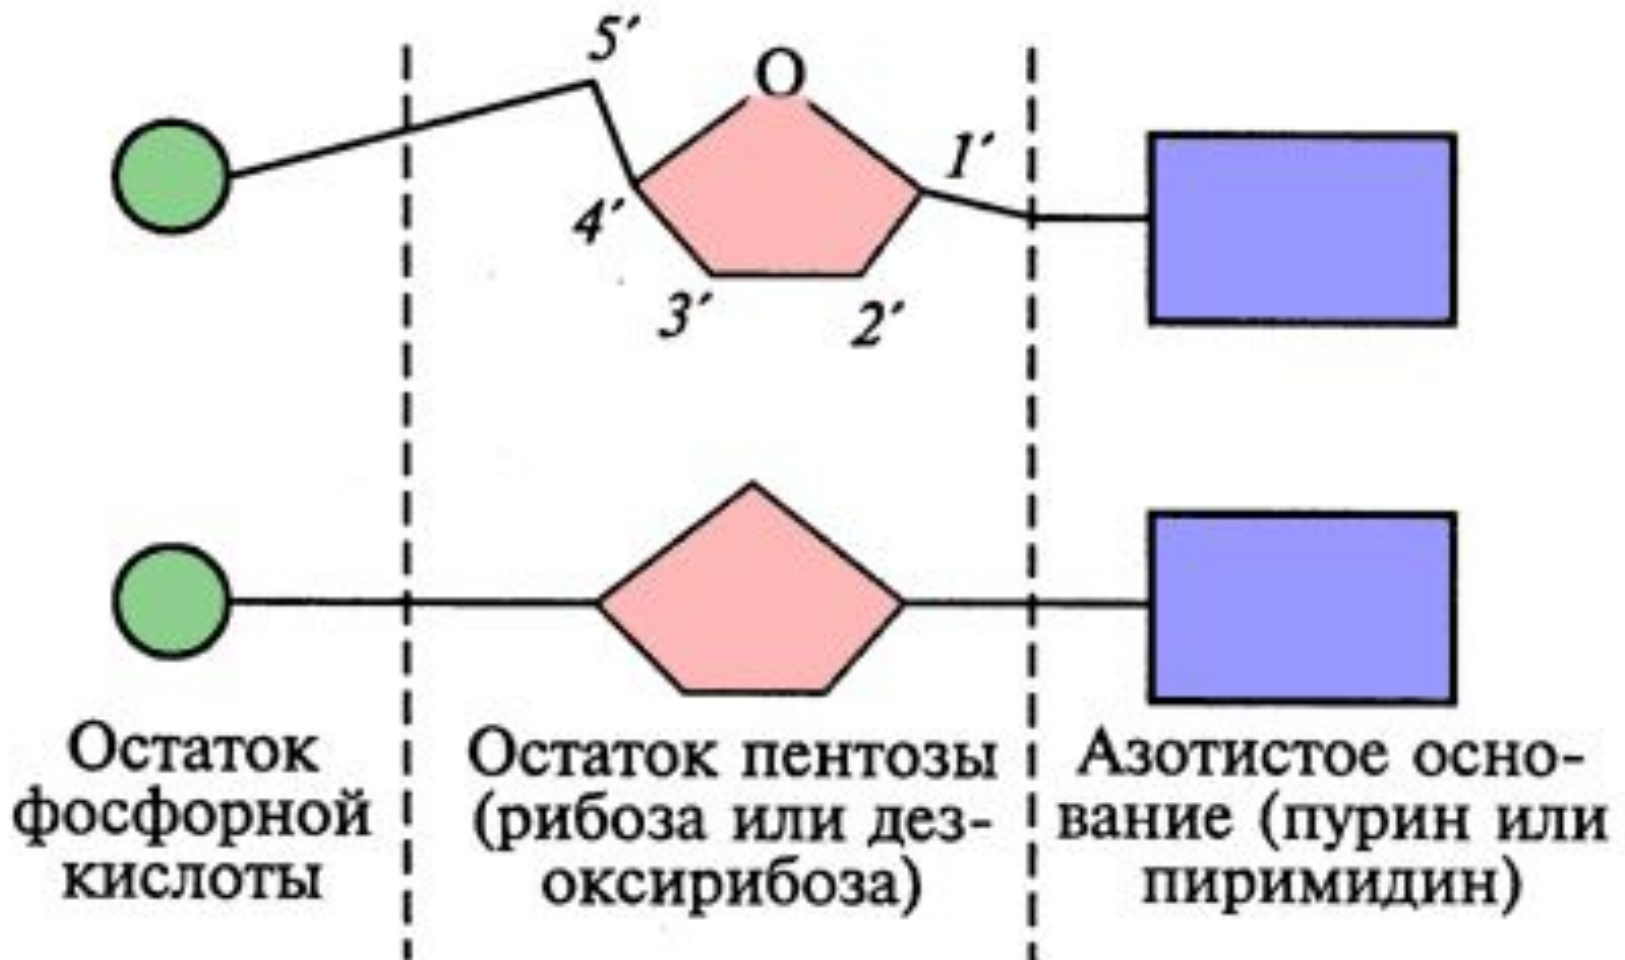 5′
O
1′
4′
3′
2′
Остаток
фосфорной
кислоты
Остаток пентозы
(рибоза или дез-
оксирибоза)
Азотистое осно-
вание (пурин или
пиримидин)